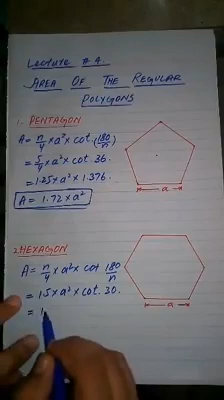 Lecture # 4.
AREA OF THE REGULAR
POLYGONS
1. PENTAGON
A = n/4 × a² × cot (180/n)
= 5/4 × a² × cot 36.
= 1.25 × a² × 1.376.
A = 1.72 × a²
a
2. HEXAGON
A = n/4 × a² × cot 180/n
= 1.5 × a² × cot 30.
=
a